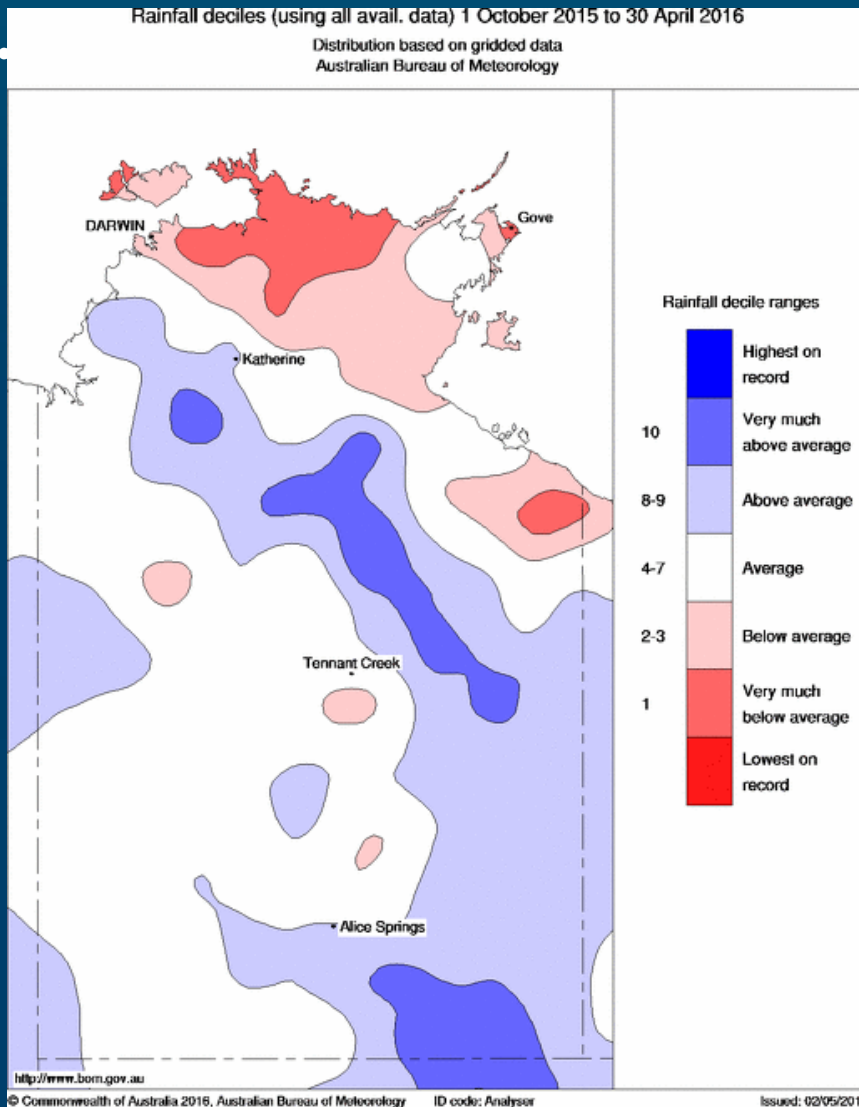 Rainfall deciles (using all avail. data) 1 October 2015 to 30 April 2016
Distribution based on gridded data
Australian Bureau of Meteorology
DARWIN
Gove
Katherine
Tennant Creek
Alice Springs
Rainfall decile ranges
Highest on
record
10
Very much
above average
8-9
Above average
4-7
Average
2-3
Below average
1
Very much
below average
Lowest on
record
http://www.bom.gov.au
© Commonwealth of Australia 2016, Australian Bureau of Meteorology ID code: Analyser Issued: